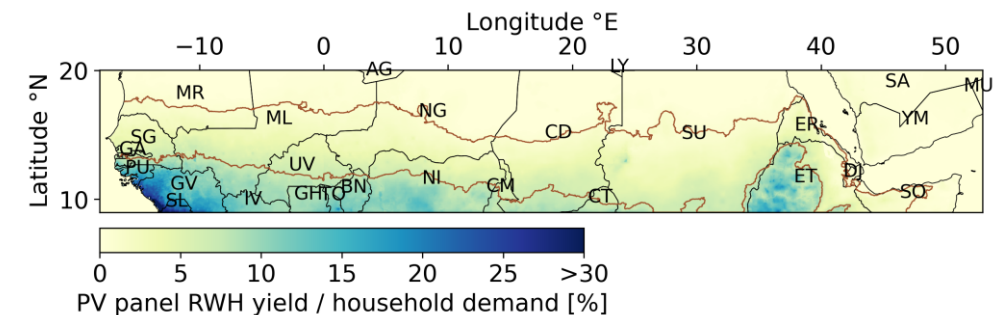 Longitude °E
−10 0 10 20 30 40 50
Latitude °N
20
10
AG LY
SA MU
MR ML NG CD SU ER YM
SG
GA
PU GV SL IV UV GH TO BN NI CM CT ET DJ SO
0 5 10 15 20 25 >30
PV panel RWH yield / household demand [%]